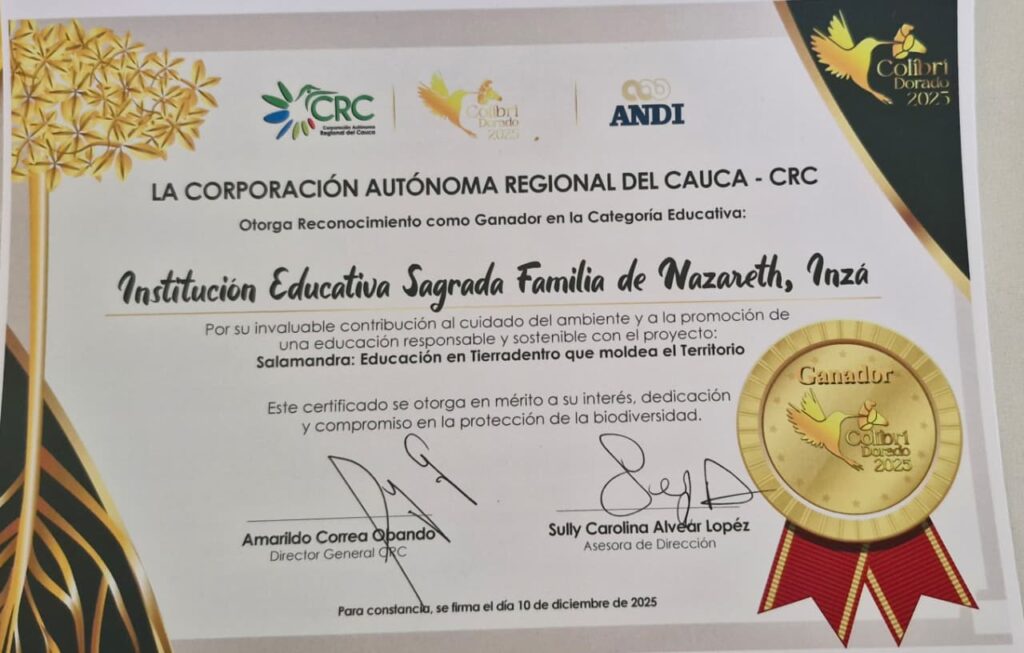 CRC
Corporación Autónoma
Regional del Cauca
Colibrí
Dorado
2025
ANDI
Colibrí
Dorado
2025
LA CORPORACIÓN AUTÓNOMA REGIONAL DEL CAUCA - CRC
Otorga Reconocimiento como Ganador en la Categoría Educativa:
Institución Educativa Sagrada Familia de Nazareth, Inzá
Por su invaluable contribución al cuidado del ambiente y a la promoción de
una educación responsable y sostenible con el proyecto:
Salamandra: Educación en Tierradentro que moldea el Territorio
Este certificado se otorga en mérito a su interés, dedicación
y compromiso en la protección de la biodiversidad.
Ganador
Colibrí
Dorado
2025
Amarildo Correa Obando
Director General CRC
Sully Carolina Alvear Lopéz
Asesora de Dirección
Para constancia, se firma el día 10 de diciembre de 2025